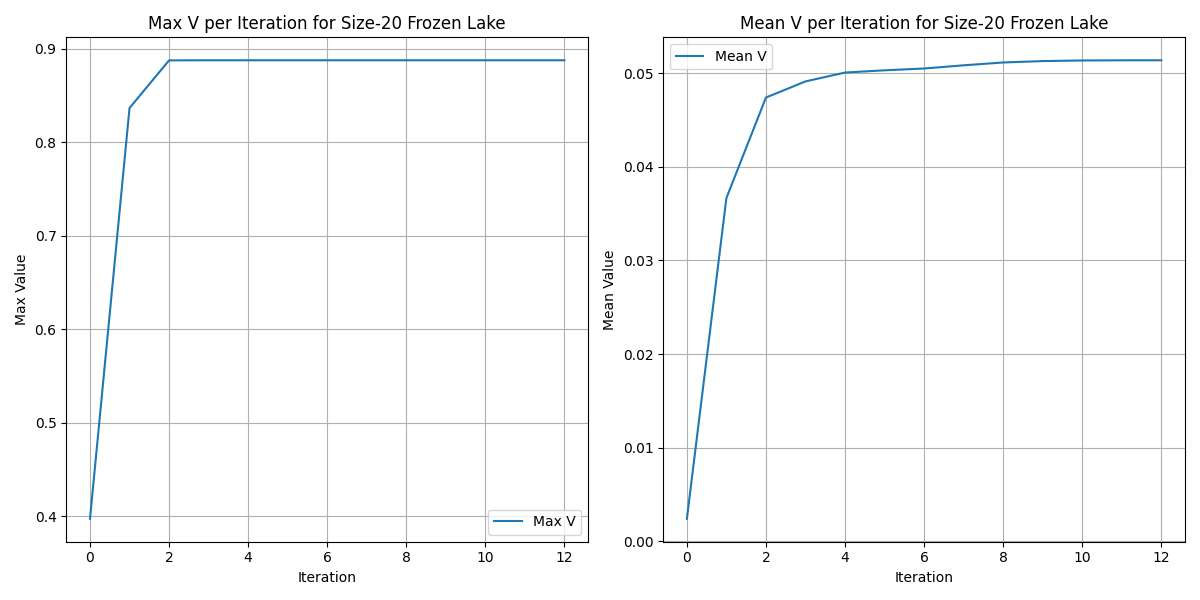 Max V per Iteration for Size-20 Frozen Lake
0.9
0.8
0.7
0.6
0.5
0.4
Max Value
Max V
0 2 4 6 8 10 12
Iteration
Mean V per Iteration for Size-20 Frozen Lake
Mean V
0.05
0.04
0.03
0.02
0.01
0.00
Mean Value
0 2 4 6 8 10 12
Iteration